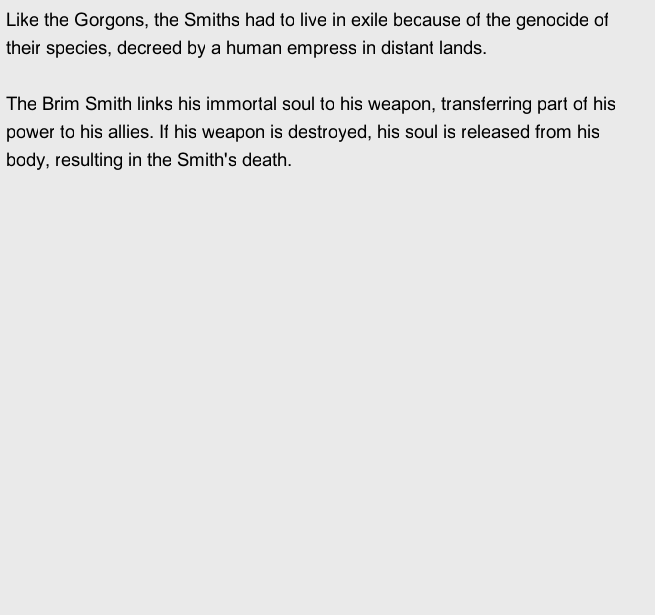 Like the Gorgons, the Smiths had to live in exile because of the genocide of
their species, decreed by a human empress in distant lands.
The Brim Smith links his immortal soul to his weapon, transferring part of his
power to his allies. If his weapon is destroyed, his soul is released from his
body, resulting in the Smith's death.